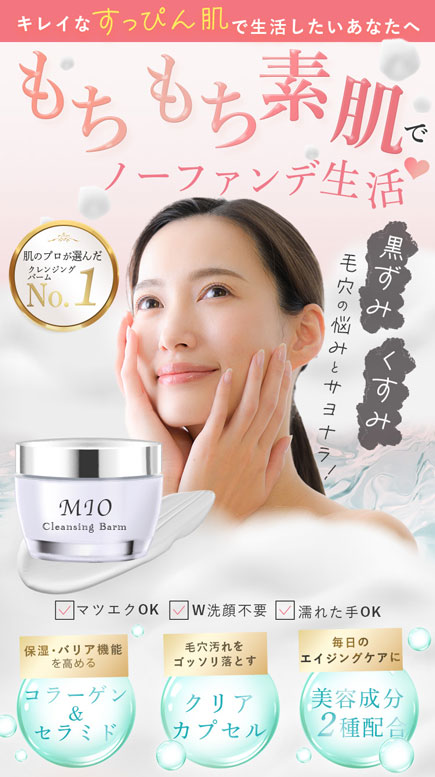 キレイなすっぴん肌で生活したいあなたへ
もちもち素肌で
ノーファンデ生活
肌のプロが選んだ
クレンジング
バーム
No.1
黒ずみ くすみ
毛穴の悩みとサヨナラ!
MIO
Cleansing Barm
マツエクOK
W洗顔不要
濡れた手OK
保湿・バリア機能
を高める
コラーゲン
&
セラミド
毛穴汚れを
ゴッソリ落とす
クリア
カプセル
毎日の
エイジングケアに
美容成分
2種配合